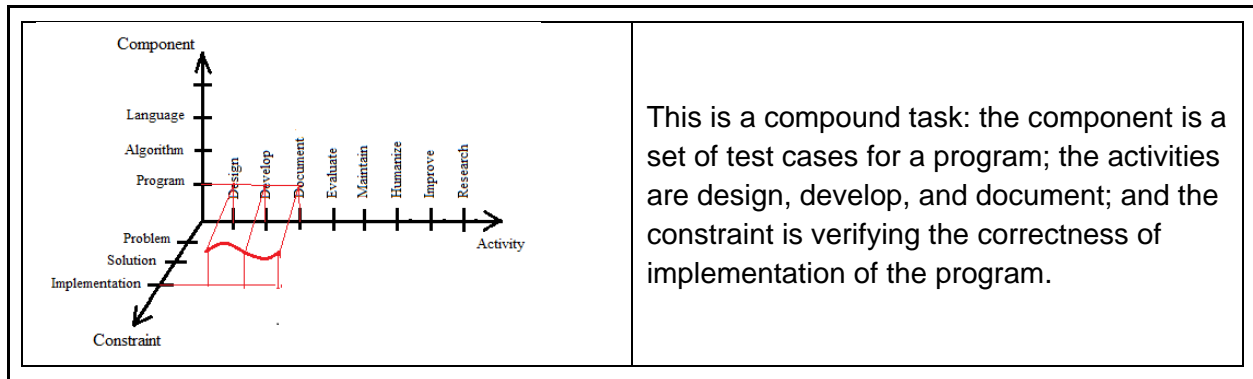 Component
Language
Algorithm
Program
Design
Develop
Document
Evaluate
Maintain
Humanize
Improve
Research
Problem
Solution
Implementation
Activity
Constraint
This is a compound task: the component is a
set of test cases for a program; the activities
are design, develop, and document; and the
constraint is verifying the correctness of
implementation of the program.